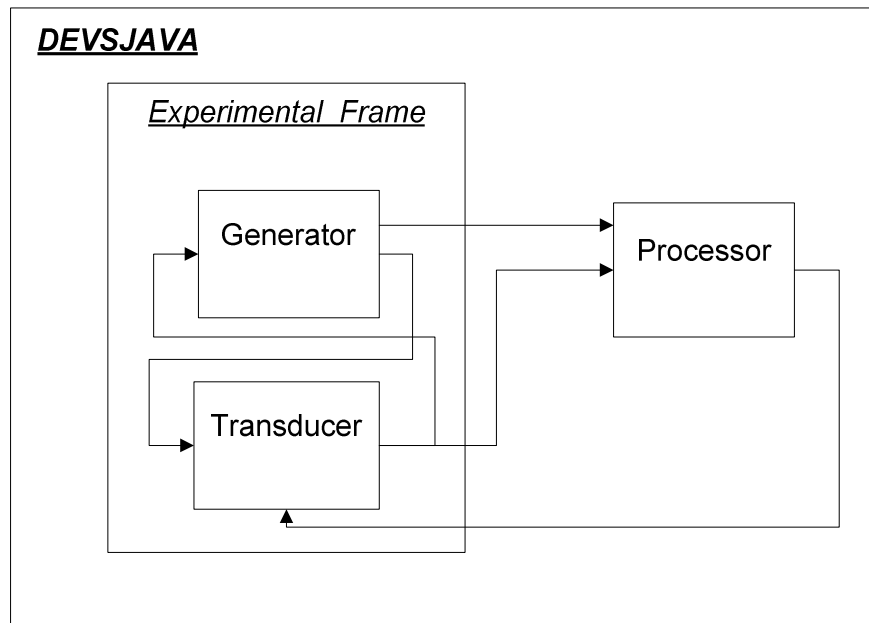 DEVSJAVA
Experimental Frame
Generator
Processor
Transducer